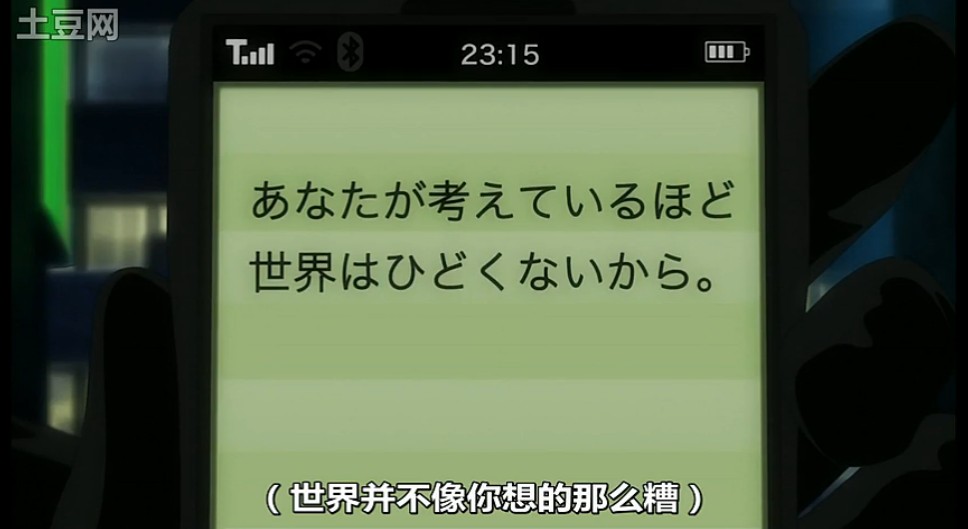 土豆网
23:15
あなたが考えているほど
世界はひどくないから。
（世界并不像你想的那么糟）